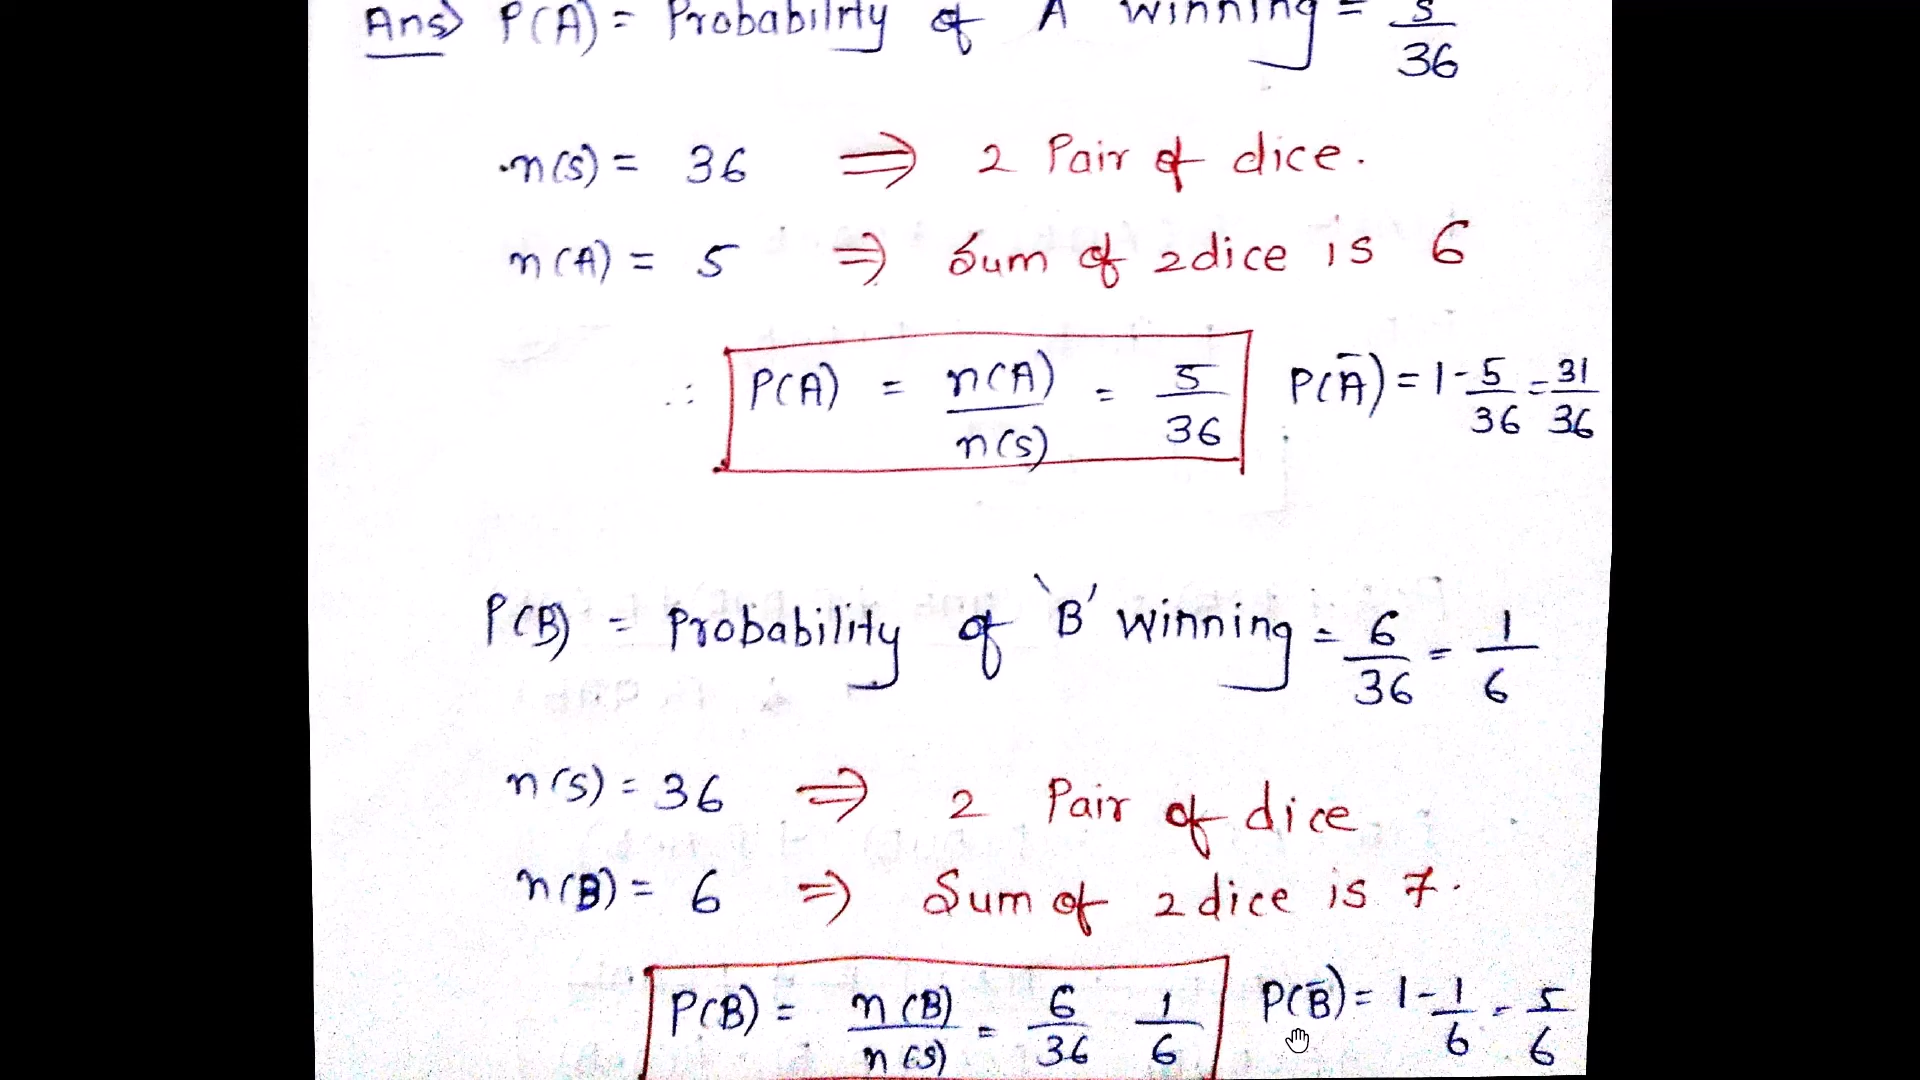 Ans> P(A) = Probability of A winning = 5/36
n(s) = 36 ⇒ 2 Pair of dice.
n(A) = 5 ⇒ Sum of 2dice is 6
∴ P(A) = n(A)/n(s) = 5/36 P(Ā) = 1 - 5/36 = 31/36
P(B) = Probability of 'B' winning = 6/36 = 1/6
n(s) = 36 ⇒ 2 Pair of dice
n(B) = 6 ⇒ Sum of 2 dice is 7.
P(B) = n(B)/n(s) = 6/36 1/6 P(B̄) = 1 - 1/6 = 5/6